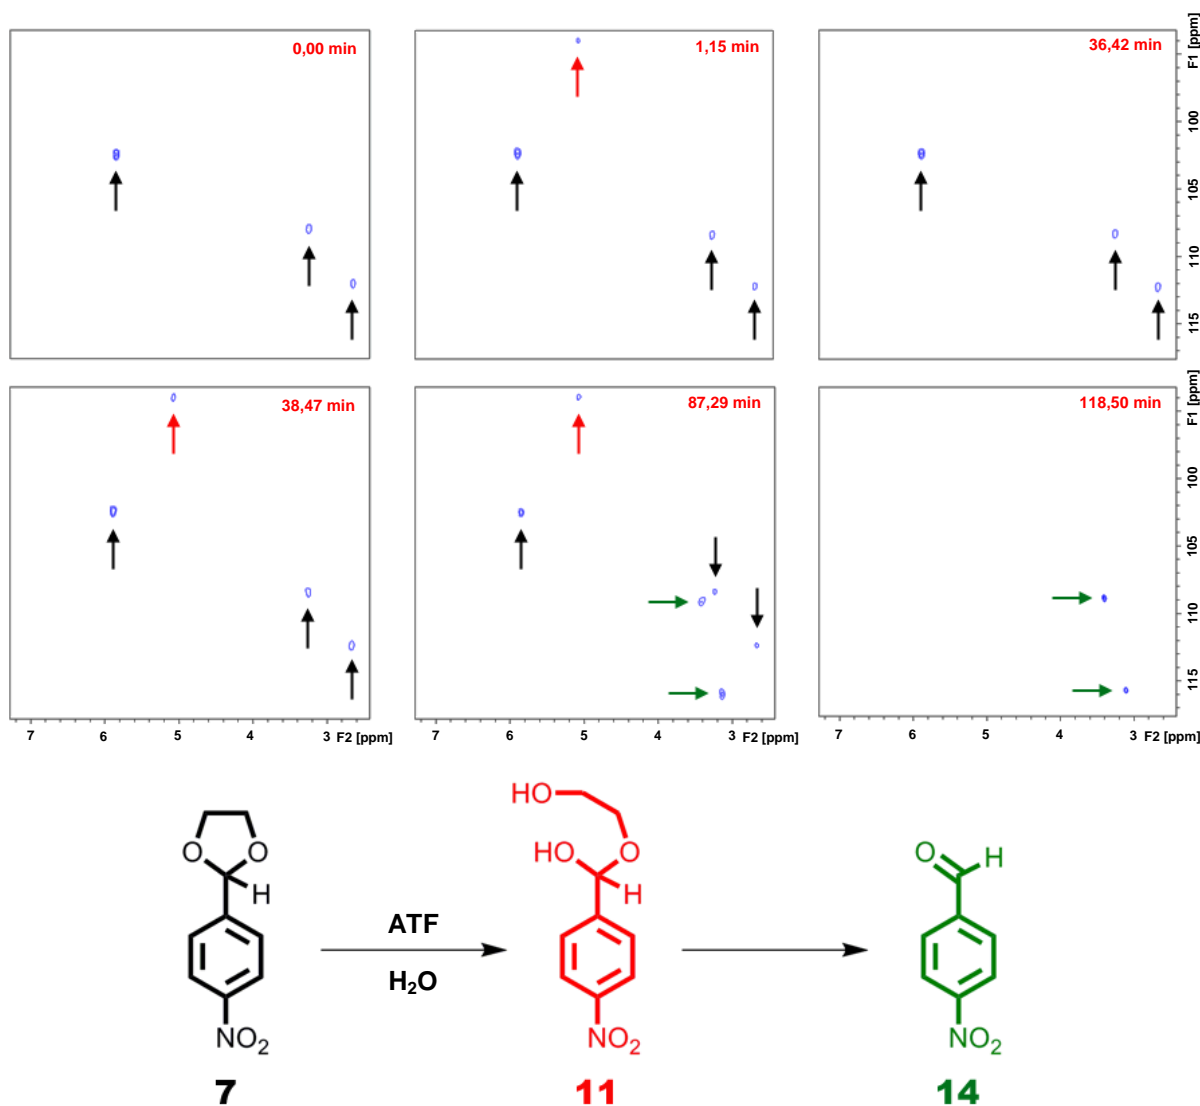 0,00 min
1,15 min
36,42 min
F1 [ppm]
100
105
110
115
38,47 min
87,29 min
118,50 min
F1 [ppm]
100
105
110
115
7 6 5 4 3 F2 [ppm]
7 6 5 4 3 F2 [ppm]
7 6 5 4 3
HO
O O
HO O
O H
H
H
ATF
H₂O
NO₂
NO₂
NO₂
7
11
14